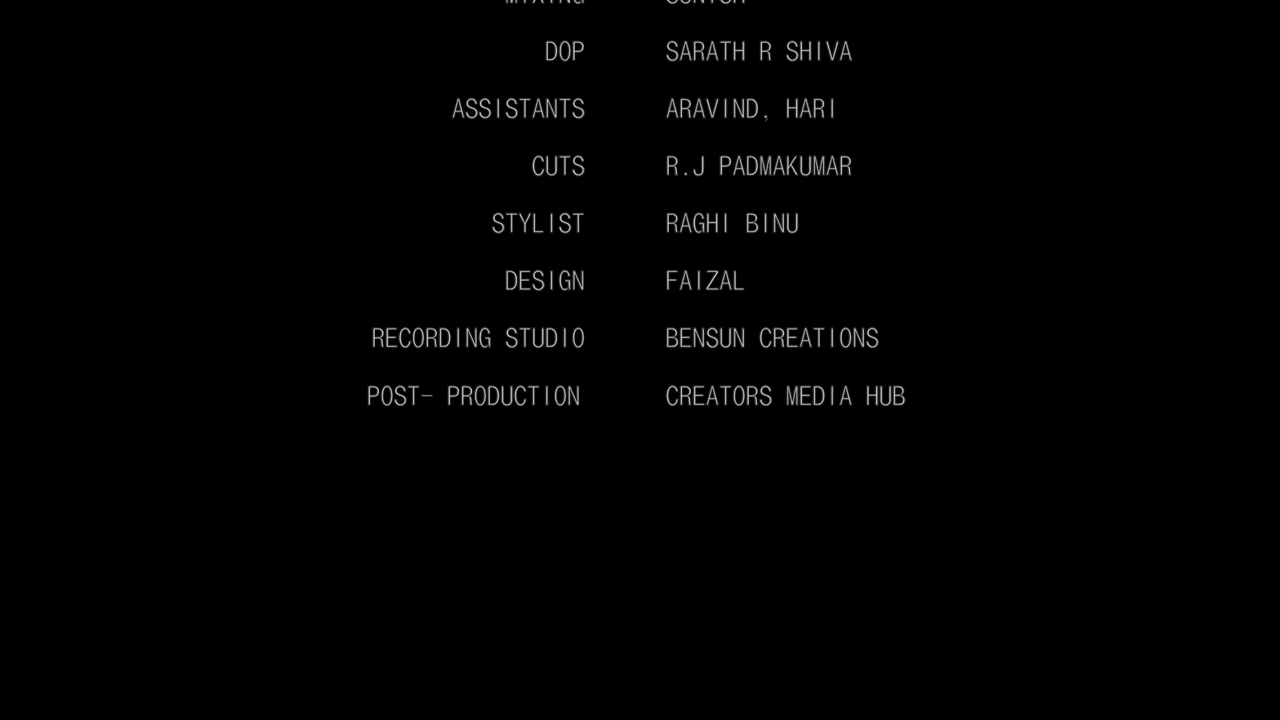 DOP SARATH R SHIVA
ASSISTANTS ARAVIND, HARI
CUTS R.J PADMAKUMAR
STYLIST RAGHI BINU
DESIGN FAIZAL
RECORDING STUDIO BENSUN CREATIONS
POST- PRODUCTION CREATORS MEDIA HUB